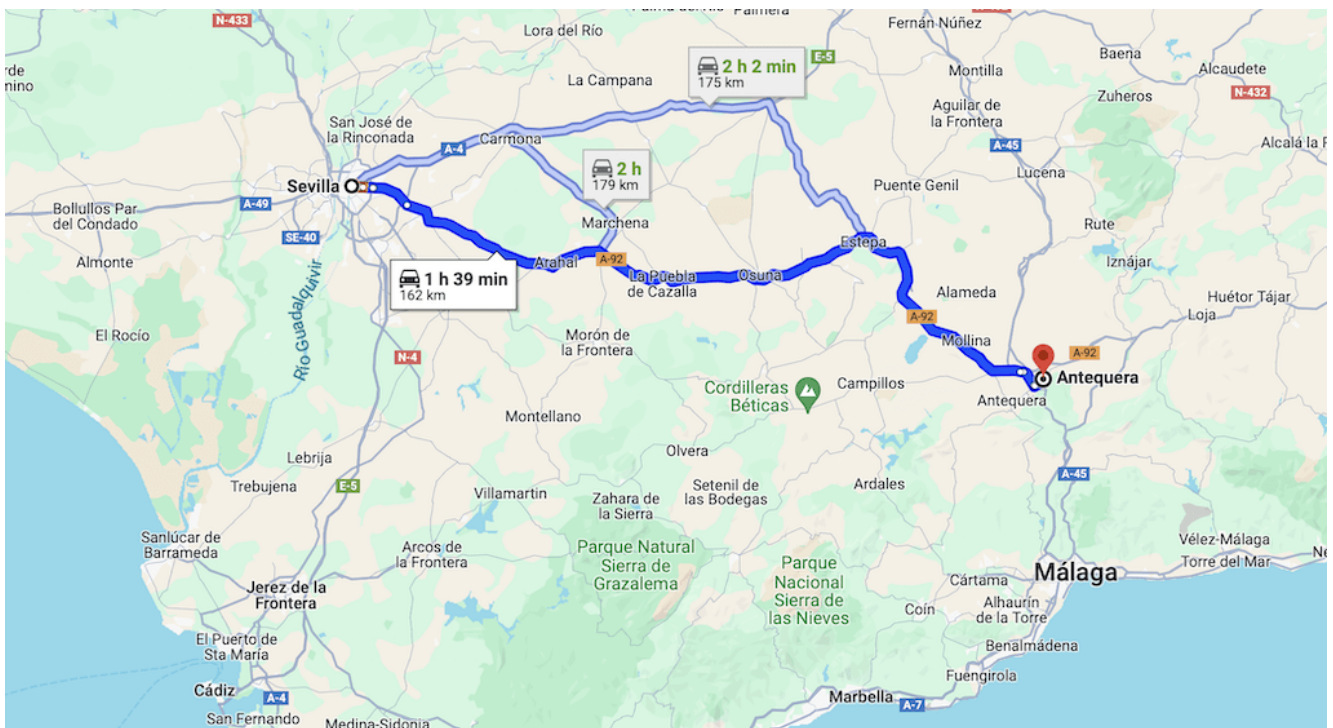 N-433
Palmera
Fernán Núñez
Lora del Río
E-5
Baena
Montilla
Alcaudete
N-432
2 h 2 min
175 km
La Campana
Zuheros
San José de
la Rinconada
Aguilar de
la Frontera
A-45
Carmona
A-4
Sevilla
2 h
179 km
Lucena
Puente Genil
Bollullos Par
del Condado
A-49
Marchena
Rute
SE-40
Estepa
Almonte
Arahal
A-92
Iznájar
1 h 39 min
162 km
La Puebla
de Cazalla
Osuna
Alameda
Huétor Tájar
Loja
El Rocío
Río Guadalquivir
Morón de
la Frontera
A-92
Mollina
N-4
A-92
Antequera
Cordilleras
Béticas
Campillos
Antequera
Montellano
Lebrija
Olvera
Trebujena
E-5
Villamartin
Zahara de
la Sierra
Setenil de
las Bodegas
Ardales
A-45
Sanlúcar de
Barrameda
Arcos de
la Frontera
Parque Natural
Sierra de
Grazalema
Vélez-Málaga
Torre del Mar
Jerez de la
Frontera
Parque
Nacional
Sierra de
las Nieves
Málaga
Cártama
Coín
Alhaurín
de la Torre
El Puerto de
Sta María
Benalmádena
Fuengirola
Cádiz
A-4
Marbella
A-7
San Fernando
Medina-Sidonia